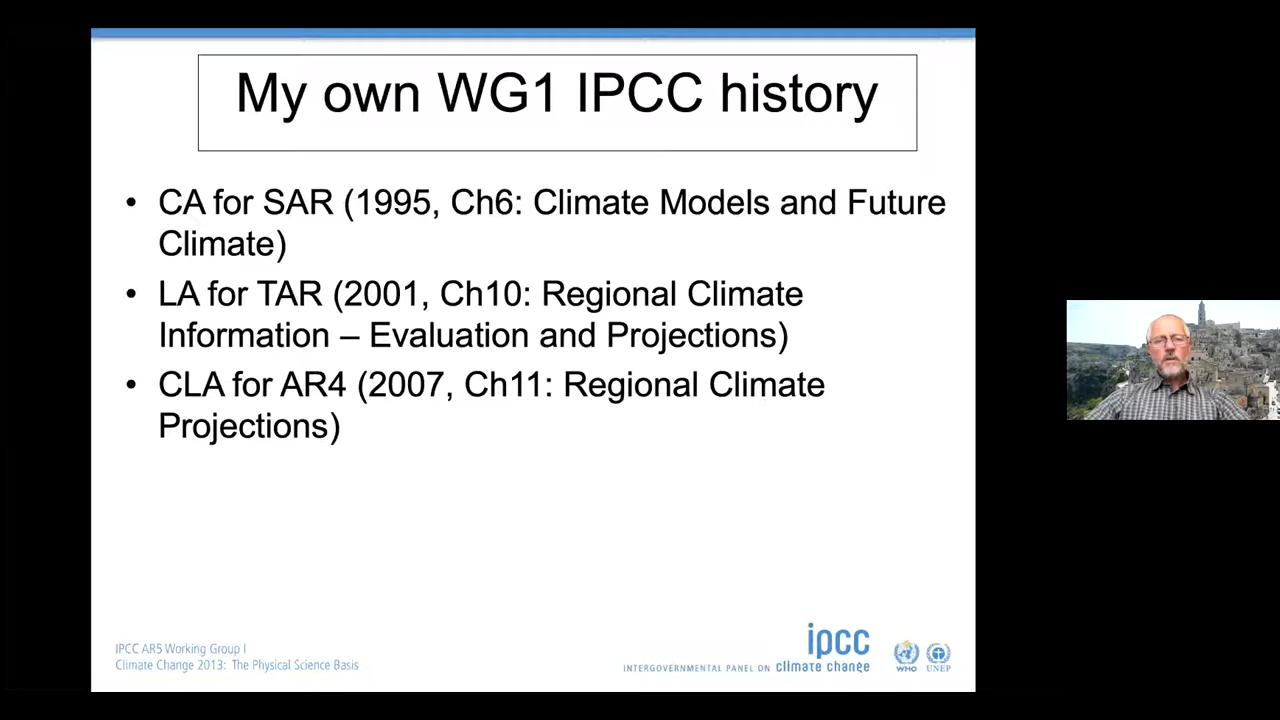 My own WG1 IPCC history
• CA for SAR (1995, Ch6: Climate Models and Future
Climate)
• LA for TAR (2001, Ch10: Regional Climate
Information – Evaluation and Projections)
• CLA for AR4 (2007, Ch11: Regional Climate
Projections)
IPCC AR5 Working Group I
Climate Change 2013: The Physical Science Basis
ipcc
INTERGOVERNMENTAL PANEL ON climate change
WMO
UNEP